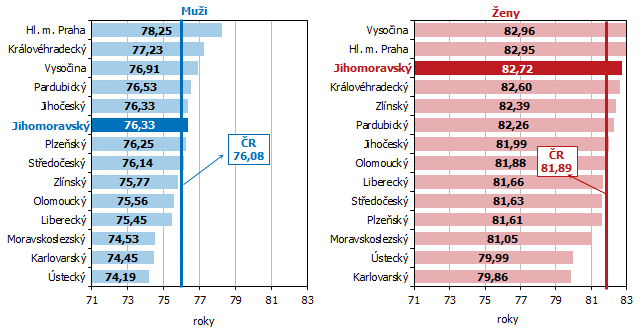 Muži
Hl. m. Praha 78,25
Královéhradecký 77,23
Vysočina 76,91
Pardubický 76,53
Jihočeský 76,33
Jihomoravský 76,33
Plzeňský 76,25
Středočeský 76,14
Zlínský 75,77
Olomoucký 75,56
Liberecký 75,45
Moravskoslezský 74,53
Karlovarský 74,45
Ústecký 74,19
ČR
76,08
71 73 75 77 79 81 83
roky
Ženy
Vysočina 82,96
Hl. m. Praha 82,95
Jihomoravský 82,72
Královéhradecký 82,60
Zlínský 82,39
Pardubický 82,26
Jihočeský 81,99
Olomoucký 81,88
Liberecký 81,66
Středočeský 81,63
Plzeňský 81,61
Moravskoslezský 81,05
Ústecký 79,99
Karlovarský 79,86
ČR
81,89
71 73 75 77 79 81 83
roky